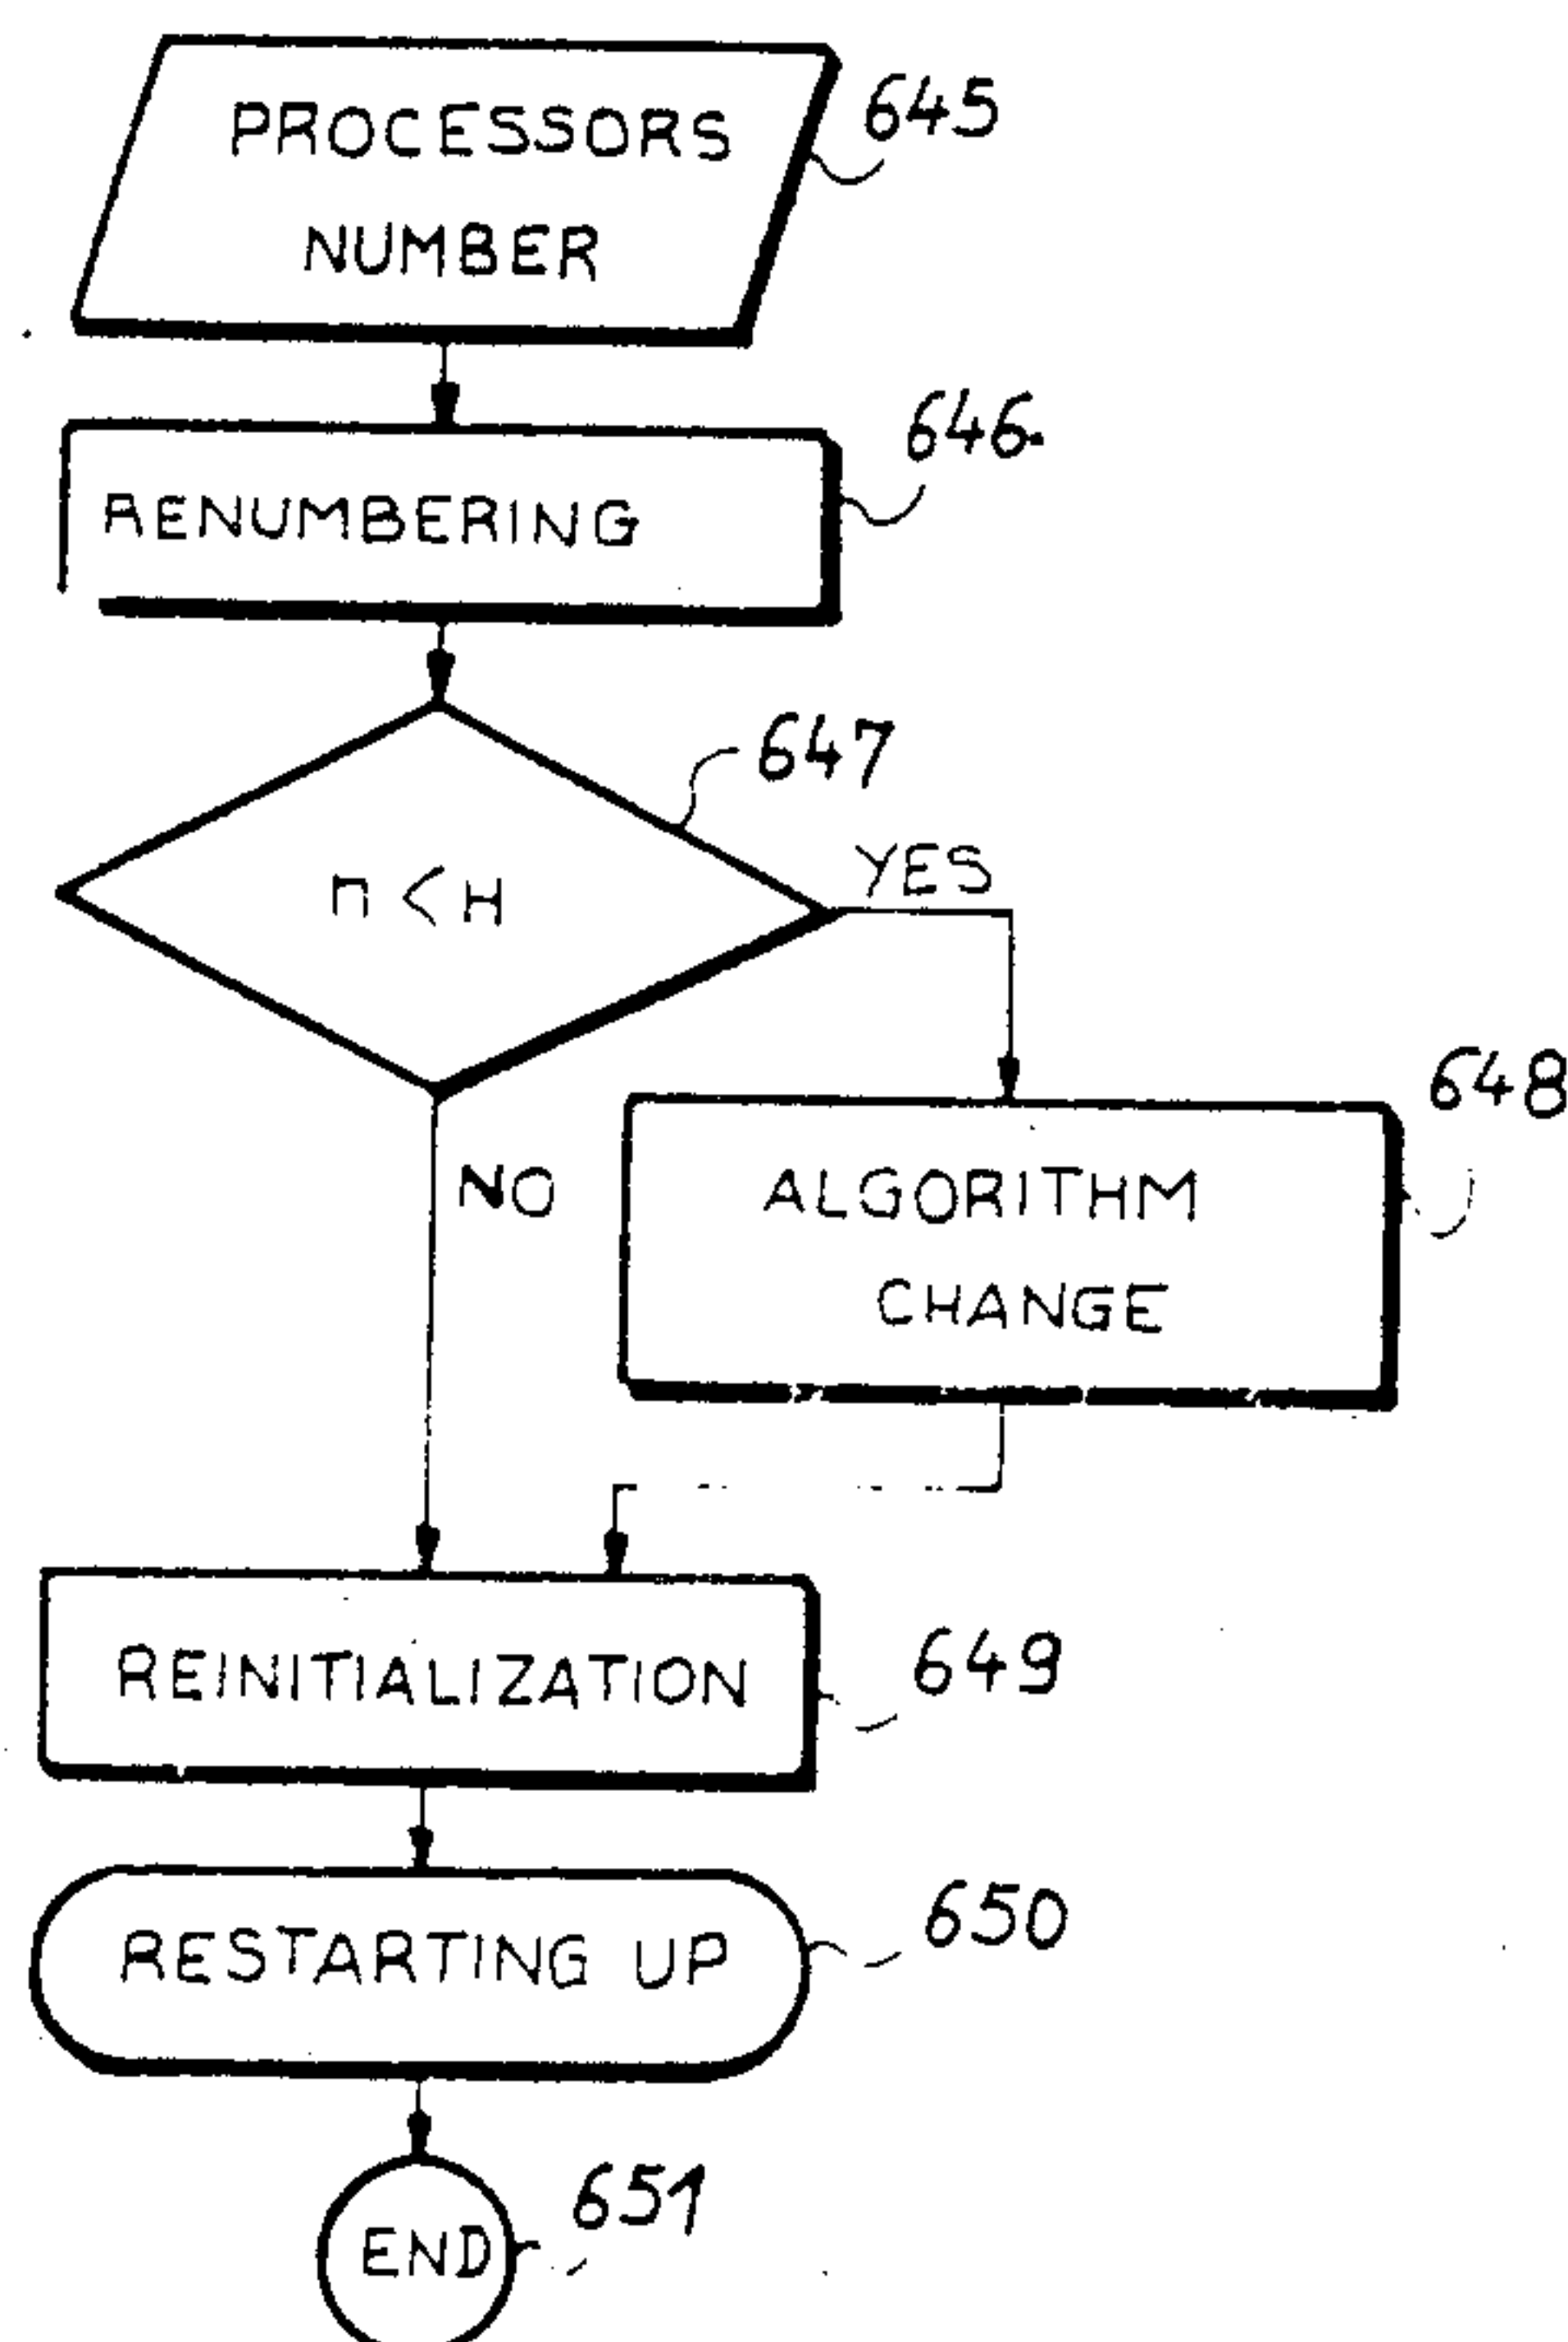 PROCESSORS
NUMBER
645
RENUMBERING
646
n < H
647
YES
NO
ALGORITHM
CHANGE
648
REINITIALIZATION
649
RESTARTING UP
650
END
651